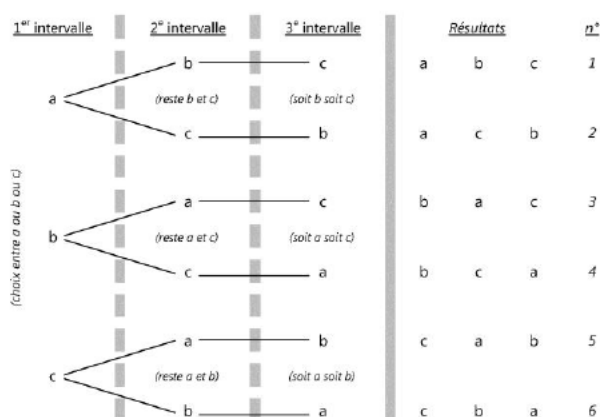 1er intervalle 2e intervalle 3e intervalle Résultats n°
b c a b c 1
a (reste b et c) (soit b soit c)
c b a c b 2
(choix entre a ou b ou c)
a c b a c 3
b (reste a et c) (soit a soit c)
c a b c a 4
a b c a b 5
c (reste a et b) (soit a soit b)
b a c b a 6